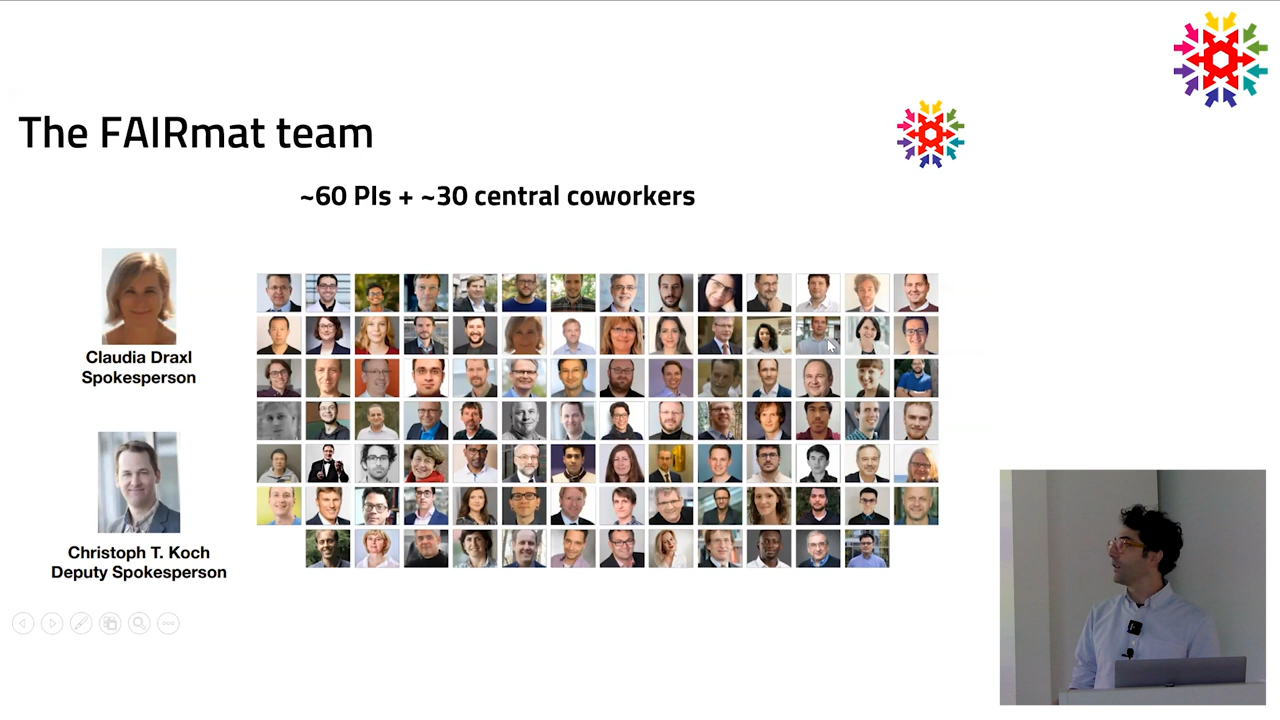 The FAIRmat team
~60 PIs + ~30 central coworkers
Claudia Draxl
Spokesperson
Christoph T. Koch
Deputy Spokesperson